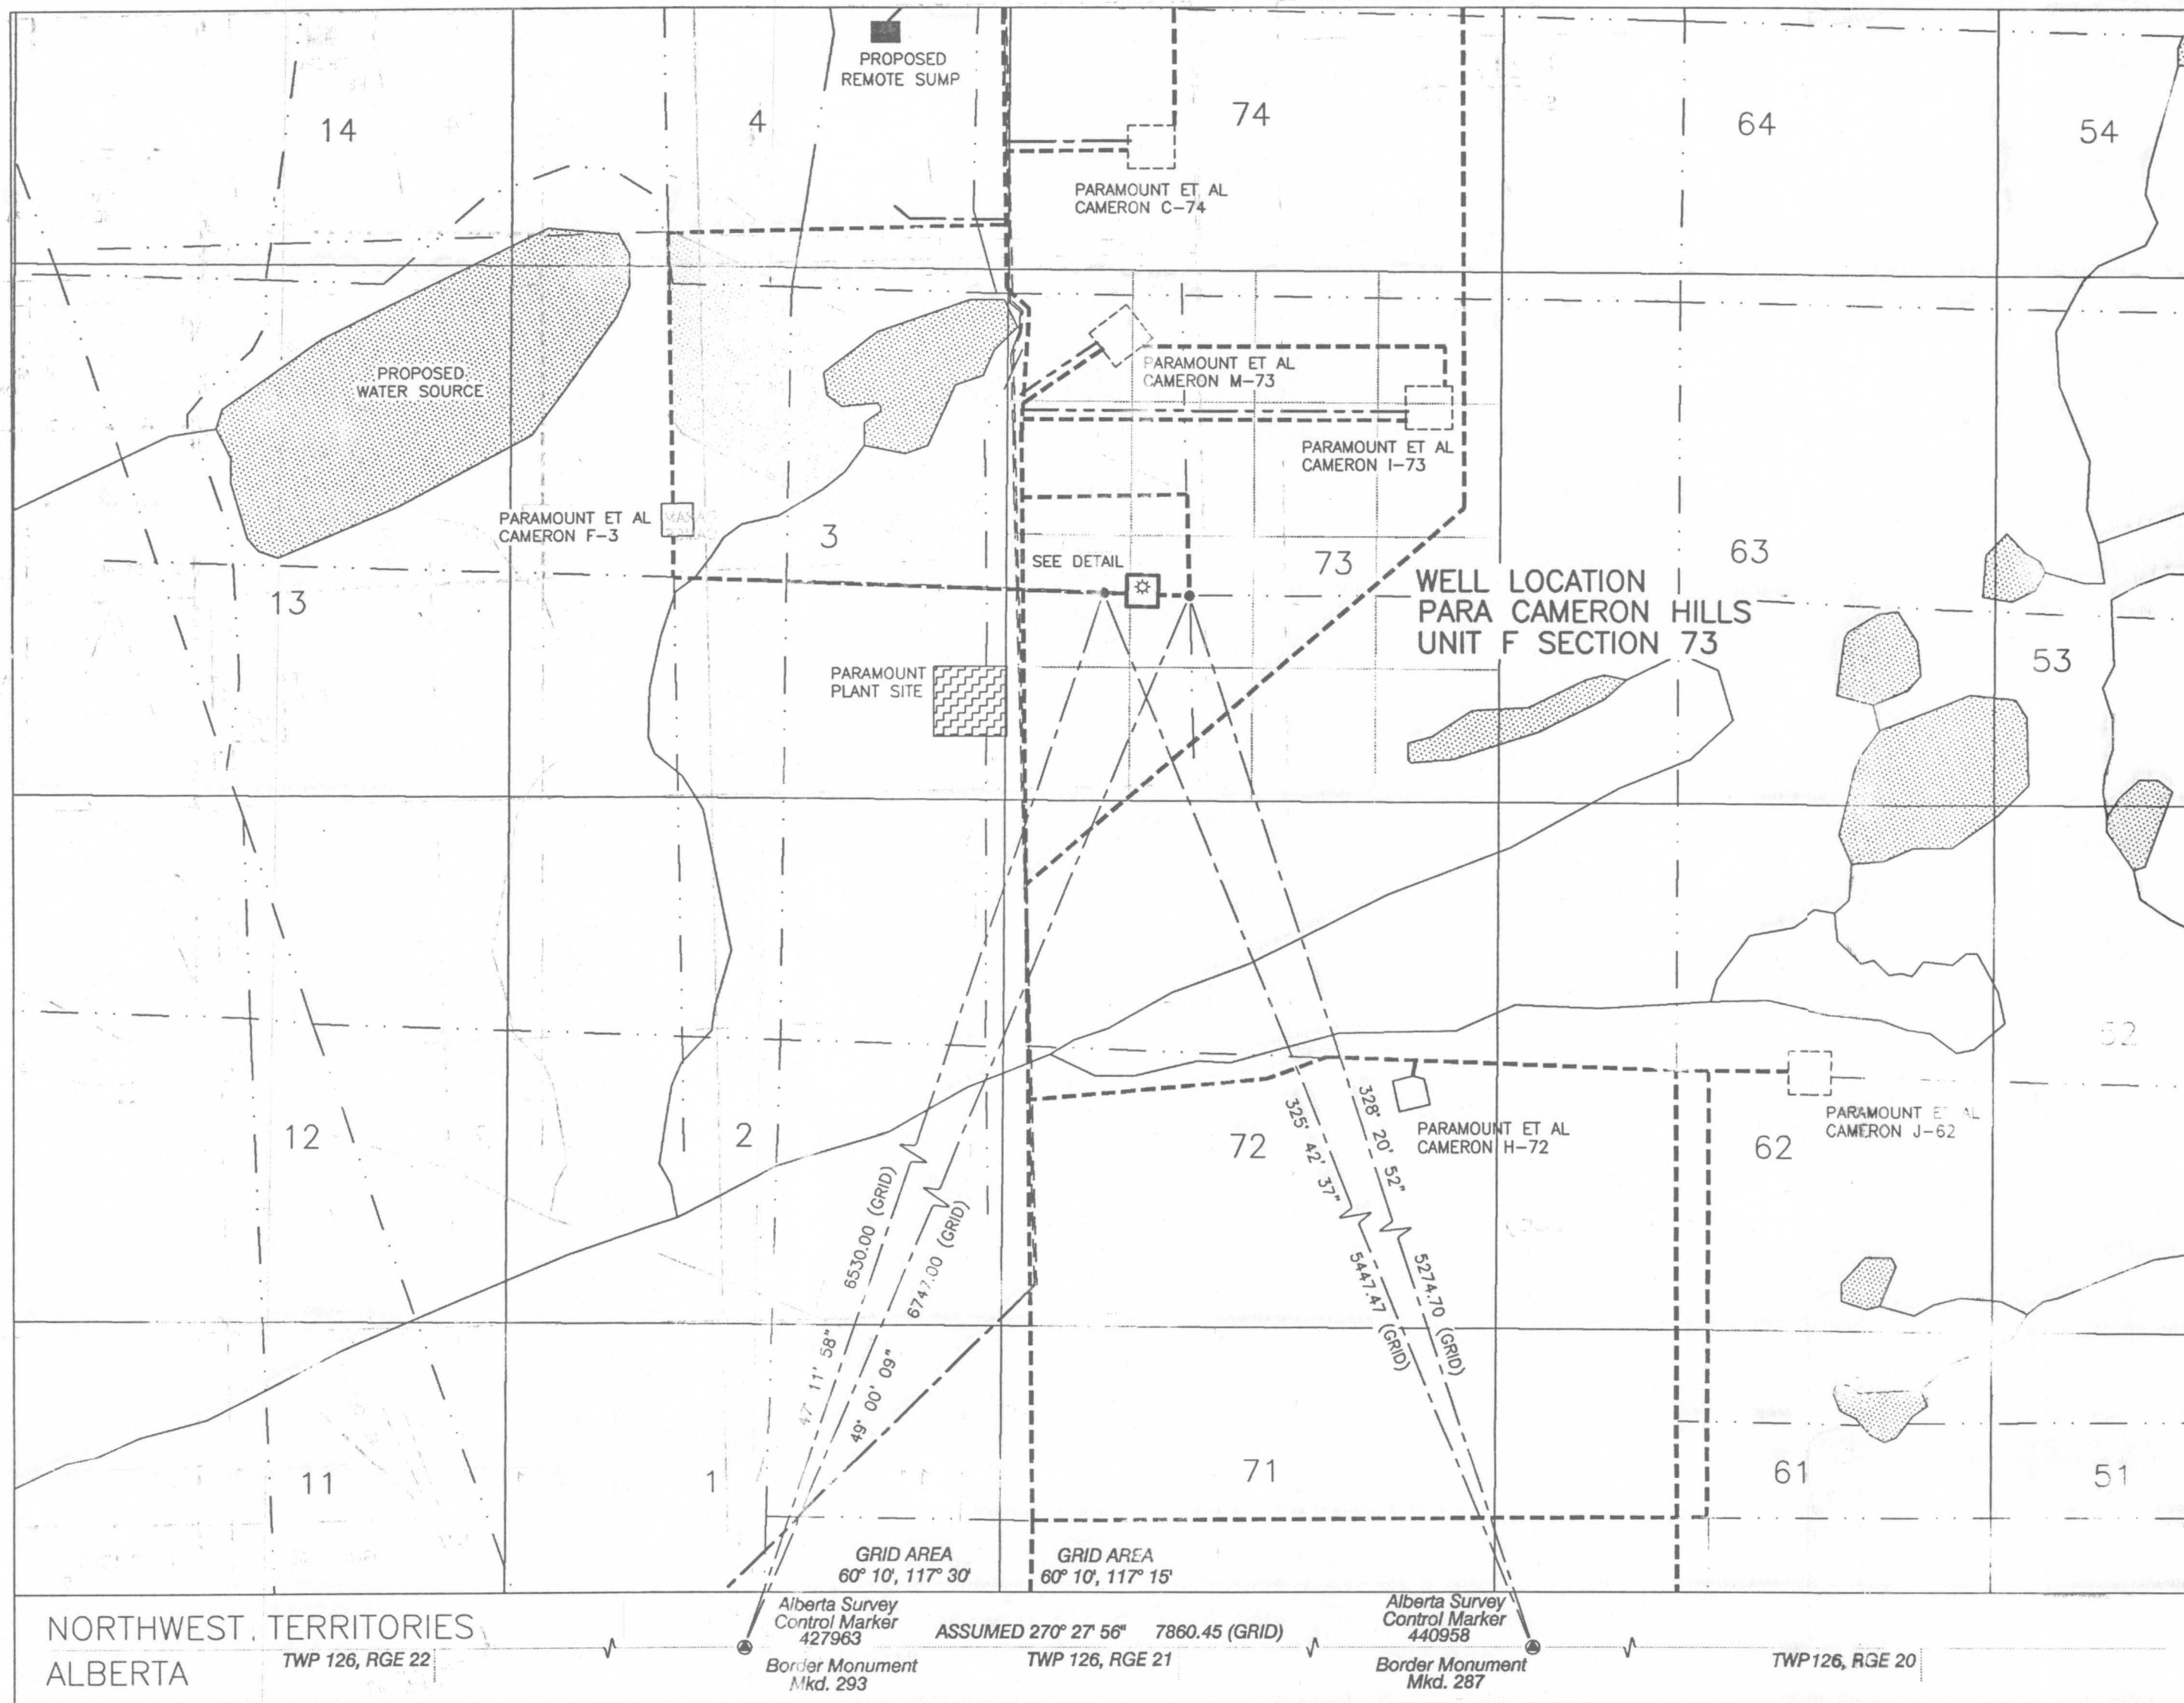 PROPOSED
REMOTE SUMP
14
4
74
64
54
PARAMOUNT ET AL
CAMERON C-74
PROPOSED
WATER SOURCE
PARAMOUNT ET AL
CAMERON M-73
PARAMOUNT ET AL
CAMERON I-73
PARAMOUNT ET AL
CAMERON F-3
3
SEE DETAIL
73
63
13
WELL LOCATION
PARA CAMERON HILLS
UNIT F SECTION 73
53
PARAMOUNT
PLANT SITE
52
12
2
72
62
PARAMOUNT ET AL
CAMERON H-72
PARAMOUNT ET AL
CAMERON J-62
6530.00 (GRID)
6747.00 (GRID)
47° 11' 58"
49° 00' 09"
325° 42' 37"
328° 20' 52"
5447.47 (GRID)
5274.70 (GRID)
11
1
71
61
51
GRID AREA
60° 10', 117° 30'
GRID AREA
60° 10', 117° 15'
NORTHWEST TERRITORIES
ALBERTA
TWP 126, RGE 22
Alberta Survey
Control Marker
427963
Border Monument
Mkd. 293
ASSUMED 270° 27' 56" 7860.45 (GRID)
TWP 126, RGE 21
Alberta Survey
Control Marker
440958
Border Monument
Mkd. 287
TWP 126, RGE 20